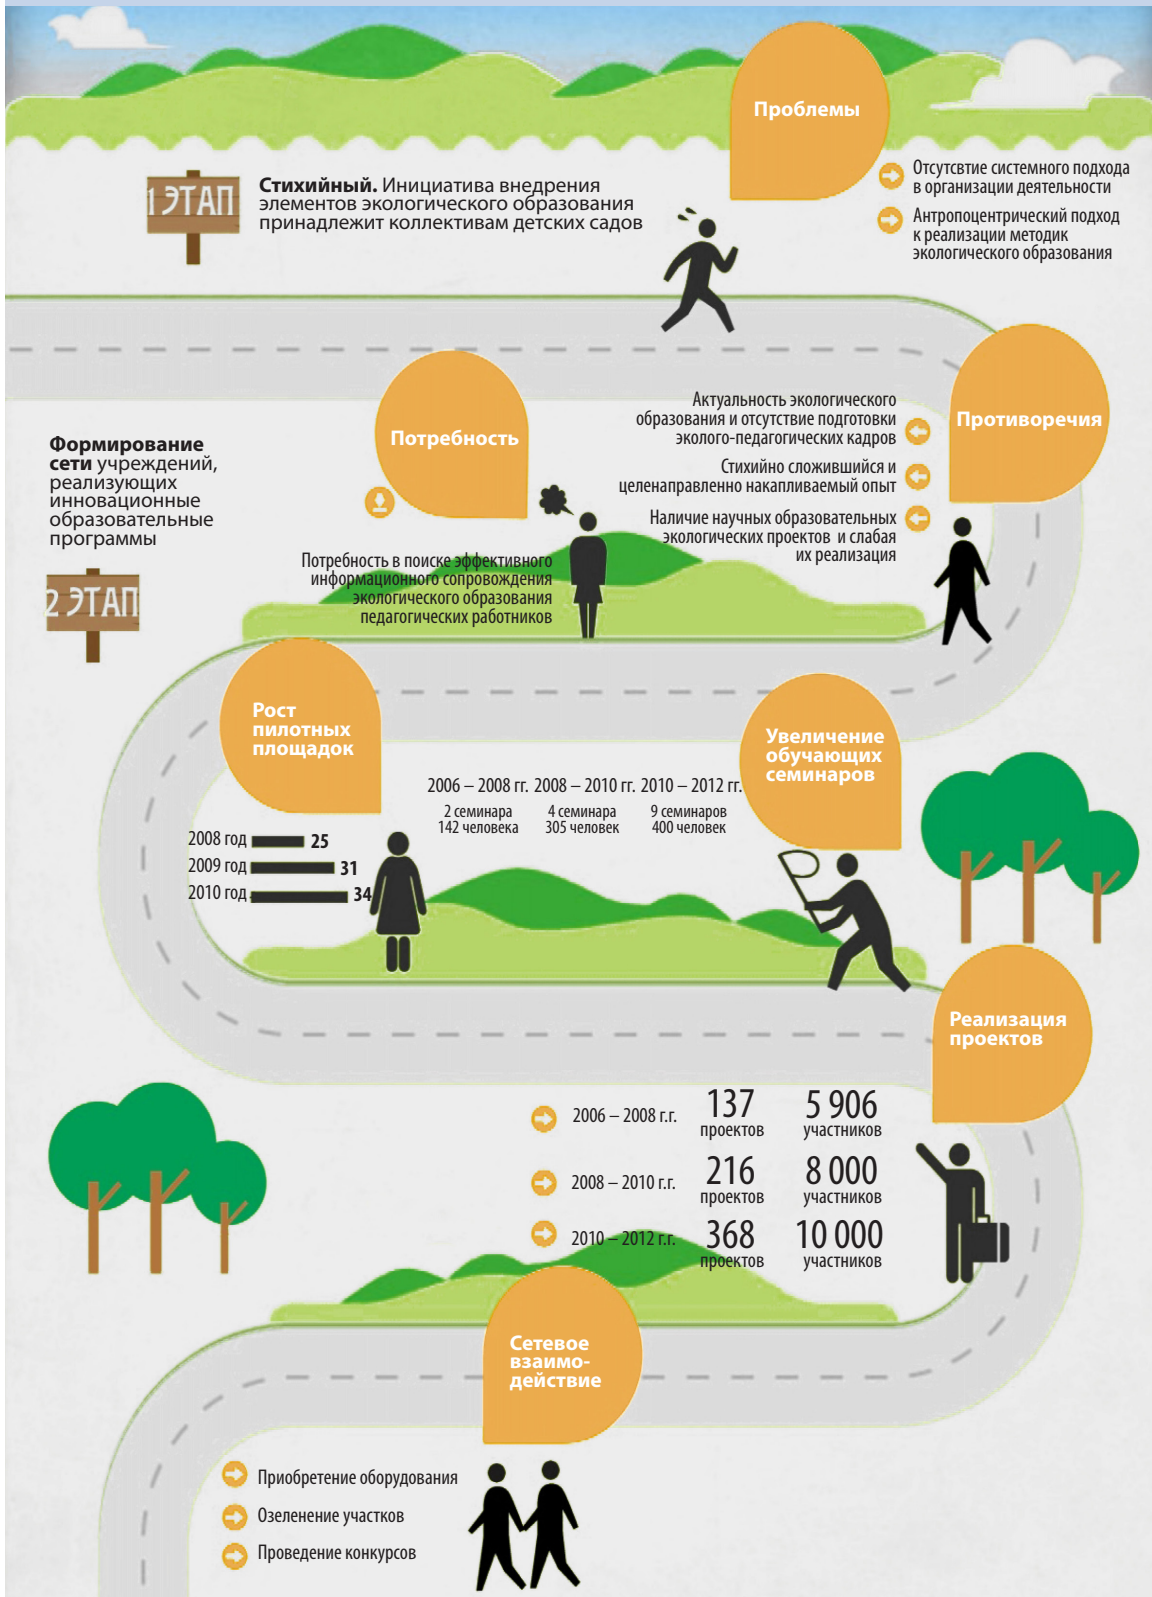 Проблемы
1 ЭТАП
Стихийный. Инициатива внедрения
элементов экологического образования
принадлежит коллективам детских садов
Отсутсвтие системного подхода
в организации деятельности
Антропоцентрический подход
к реализации методик
экологического образования
Противоречия
Актуальность экологического
образования и отсутствие подготовки
эколого-педагогических кадров
Стихийно сложившийся и
целенаправленно накапливаемый опыт
Наличие научных образовательных
экологических проектов и слабая
их реализация
Потребность
Потребность в поиске эффективного
информационного сопровождения
экологического образования
педагогических работников
Формирование
сети учреждений,
реализующих
инновационные
образовательные
программы
2 ЭТАП
Рост
пилотных
площадок
2008 год 25
2009 год 31
2010 год 34
Увеличение
обучающих
семинаров
2006 – 2008 гг. 2008 – 2010 гг. 2010 – 2012 гг.
2 семинара 4 семинара 9 семинаров
142 человека 305 человек 400 человек
Реализация
проектов
2006 – 2008 г.г. 137 5 906
проектов участников
2008 – 2010 г.г. 216 8 000
проектов участников
2010 – 2012 г.г. 368 10 000
проектов участников
Сетевое
взаимо-
действие
Приобретение оборудования
Озеленение участков
Проведение конкурсов